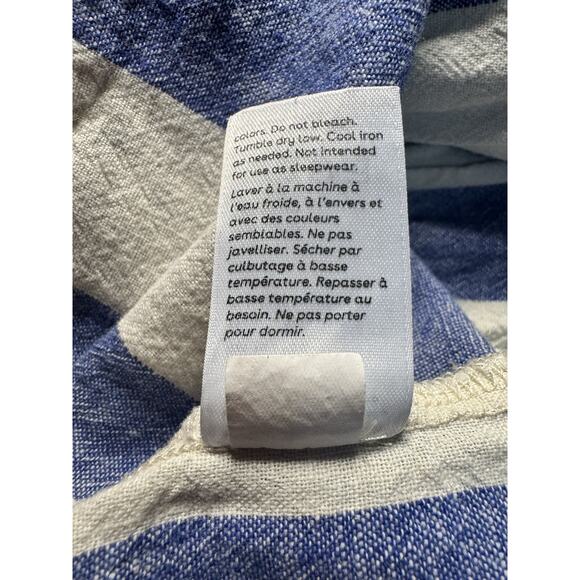 colors. Do not bleach.
Tumble dry low. Cool iron
as needed. Not intended
for use as sleepwear.
Laver à la machine à
l'eau froide, à l'envers et
avec des couleurs
semblables. Ne pas
javelliser. Sécher par
culbutage à basse
température. Repasser à
basse température au
besoin. Ne pas porter
pour dormir.